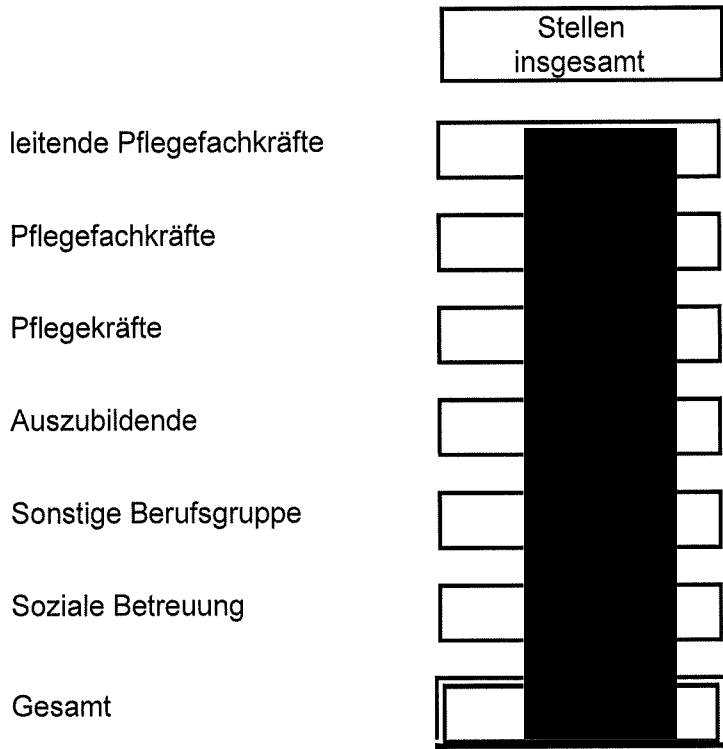 Stellen
insgesamt
leitende Pflegefachkräfte
Pflegefachkräfte
Pflegekräfte
Auszubildende
Sonstige Berufsgruppe
Soziale Betreuung
Gesamt